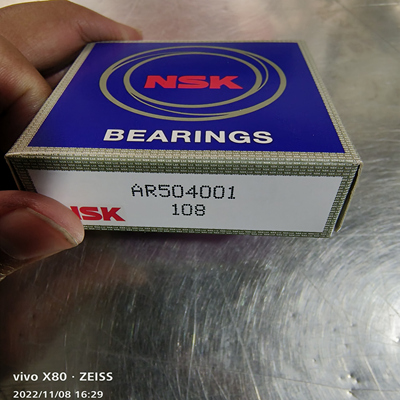 NSK
BEARINGS
AR504001
NSK
108
vivo X80 · ZEISS
2022/11/08 16:29